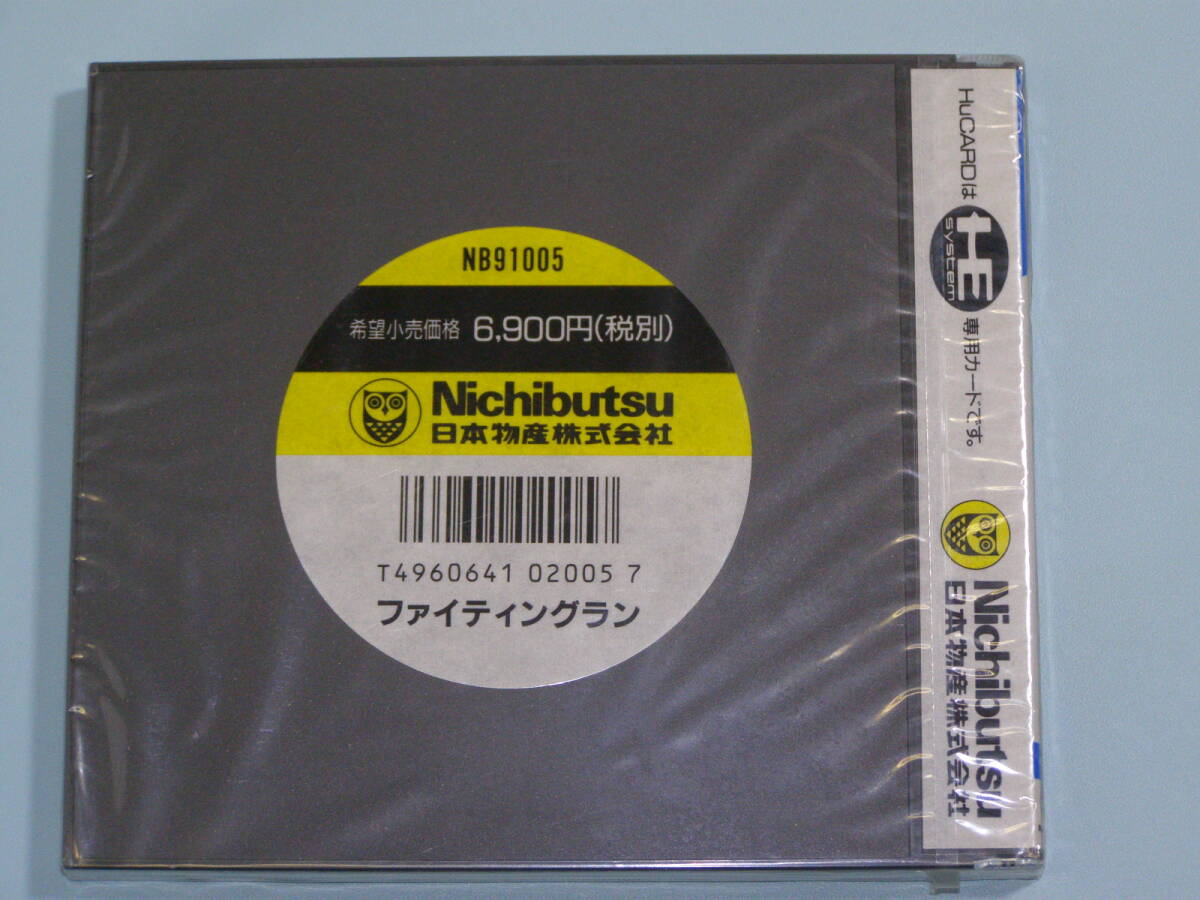 NB91005
希望小売価格 6,900円(税別)
Nichibutsu
日本物産株式会社
T4960641 02005 7
ファイティングラン
HuCARDは HE system 専用カードです。
Nichibutsu
日本物産株式会社